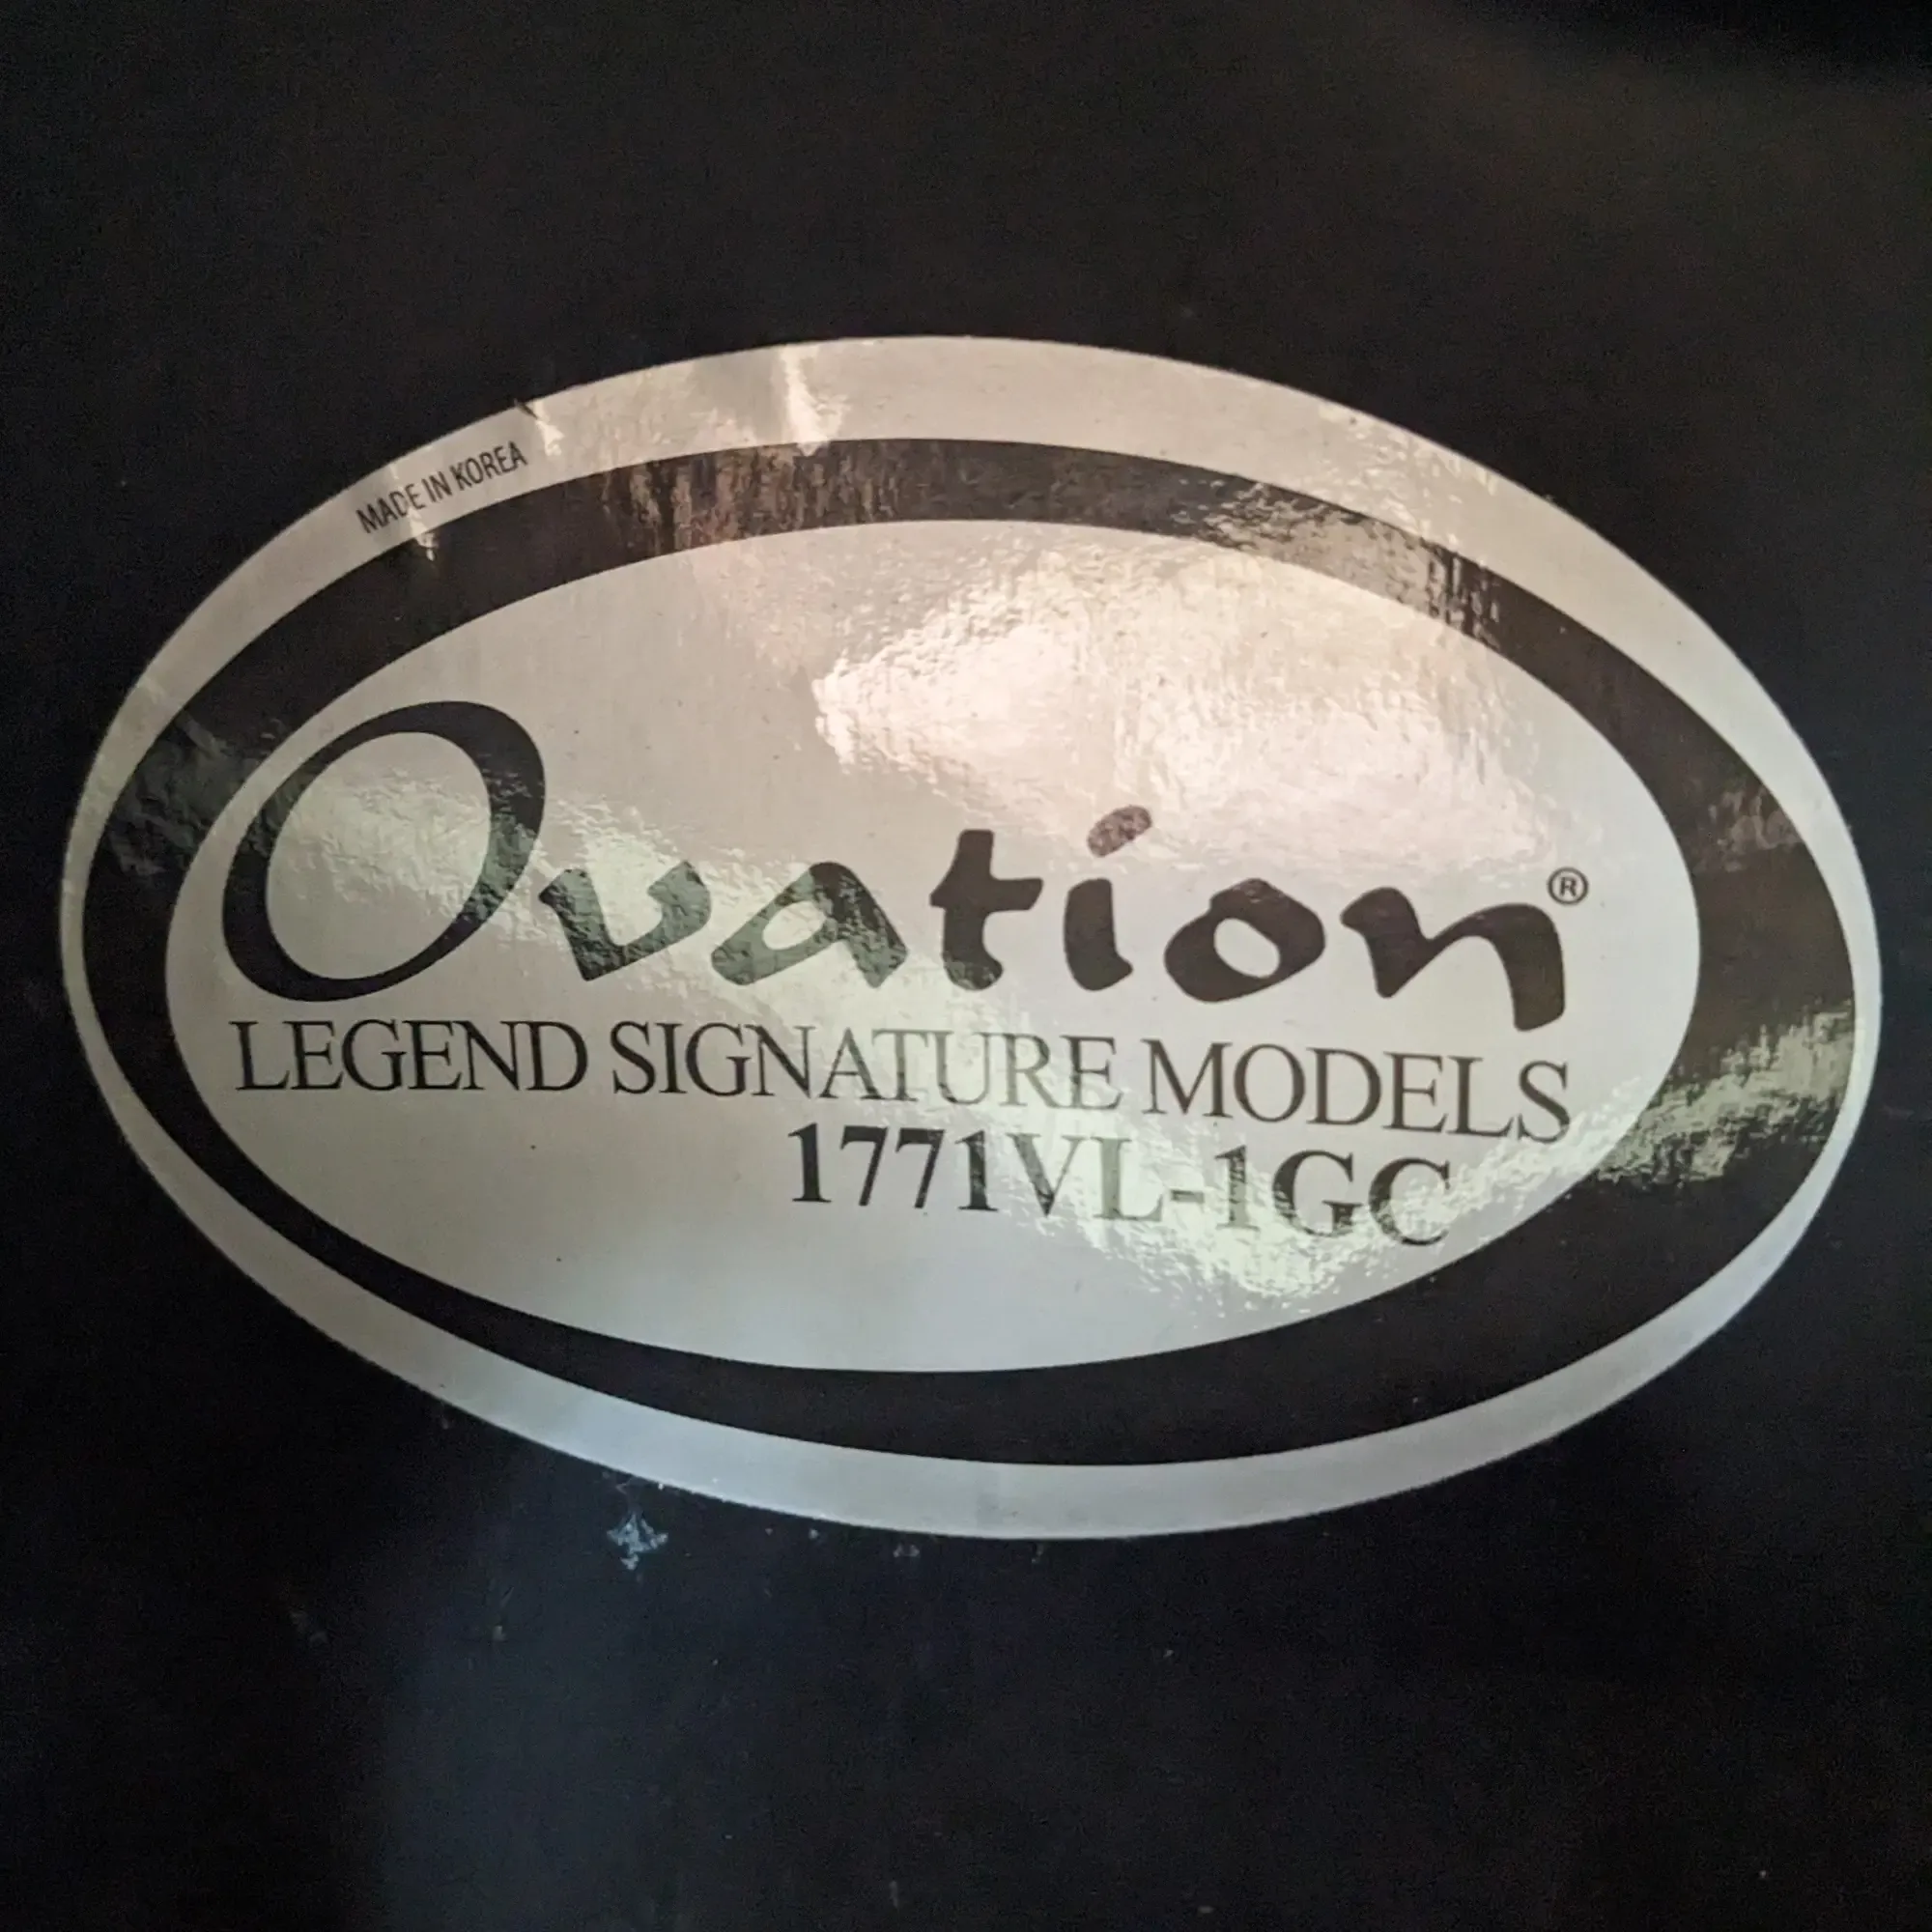 MADE IN KOREA
Ovation®
LEGEND SIGNATURE MODELS
1771VL-1GC